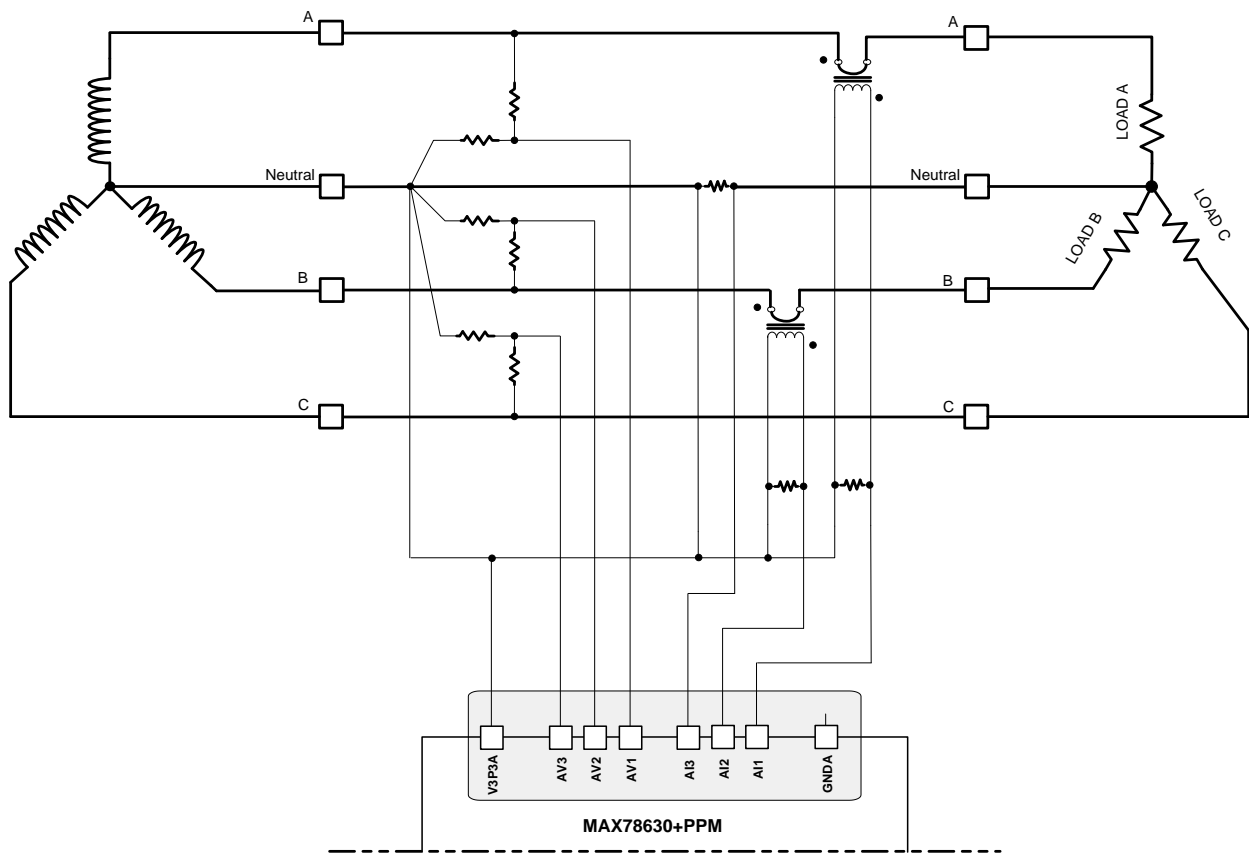 A
A
LOAD A
Neutral
Neutral
LOAD B
LOAD C
B
B
C
C
V3P3A
AV3
AV2
AV1
AI3
AI2
AI1
GNDA
MAX78630+PPM